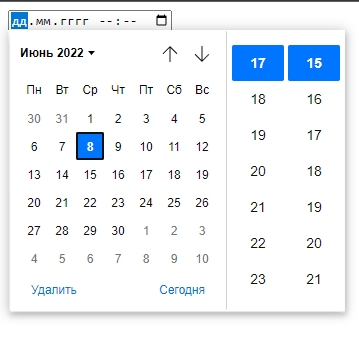 дд.мм.гггг --:--
Июнь 2022
Пн Вт Ср Чт Пт Сб Вс
30 31 1 2 3 4 5
6 7 8 9 10 11 12
13 14 15 16 17 18 19
20 21 22 23 24 25 26
27 28 29 30 1 2 3
4 5 6 7 8 9 10
Удалить Сегодня
17 15
18 16
19 17
20 18
21 19
22 20
23 21